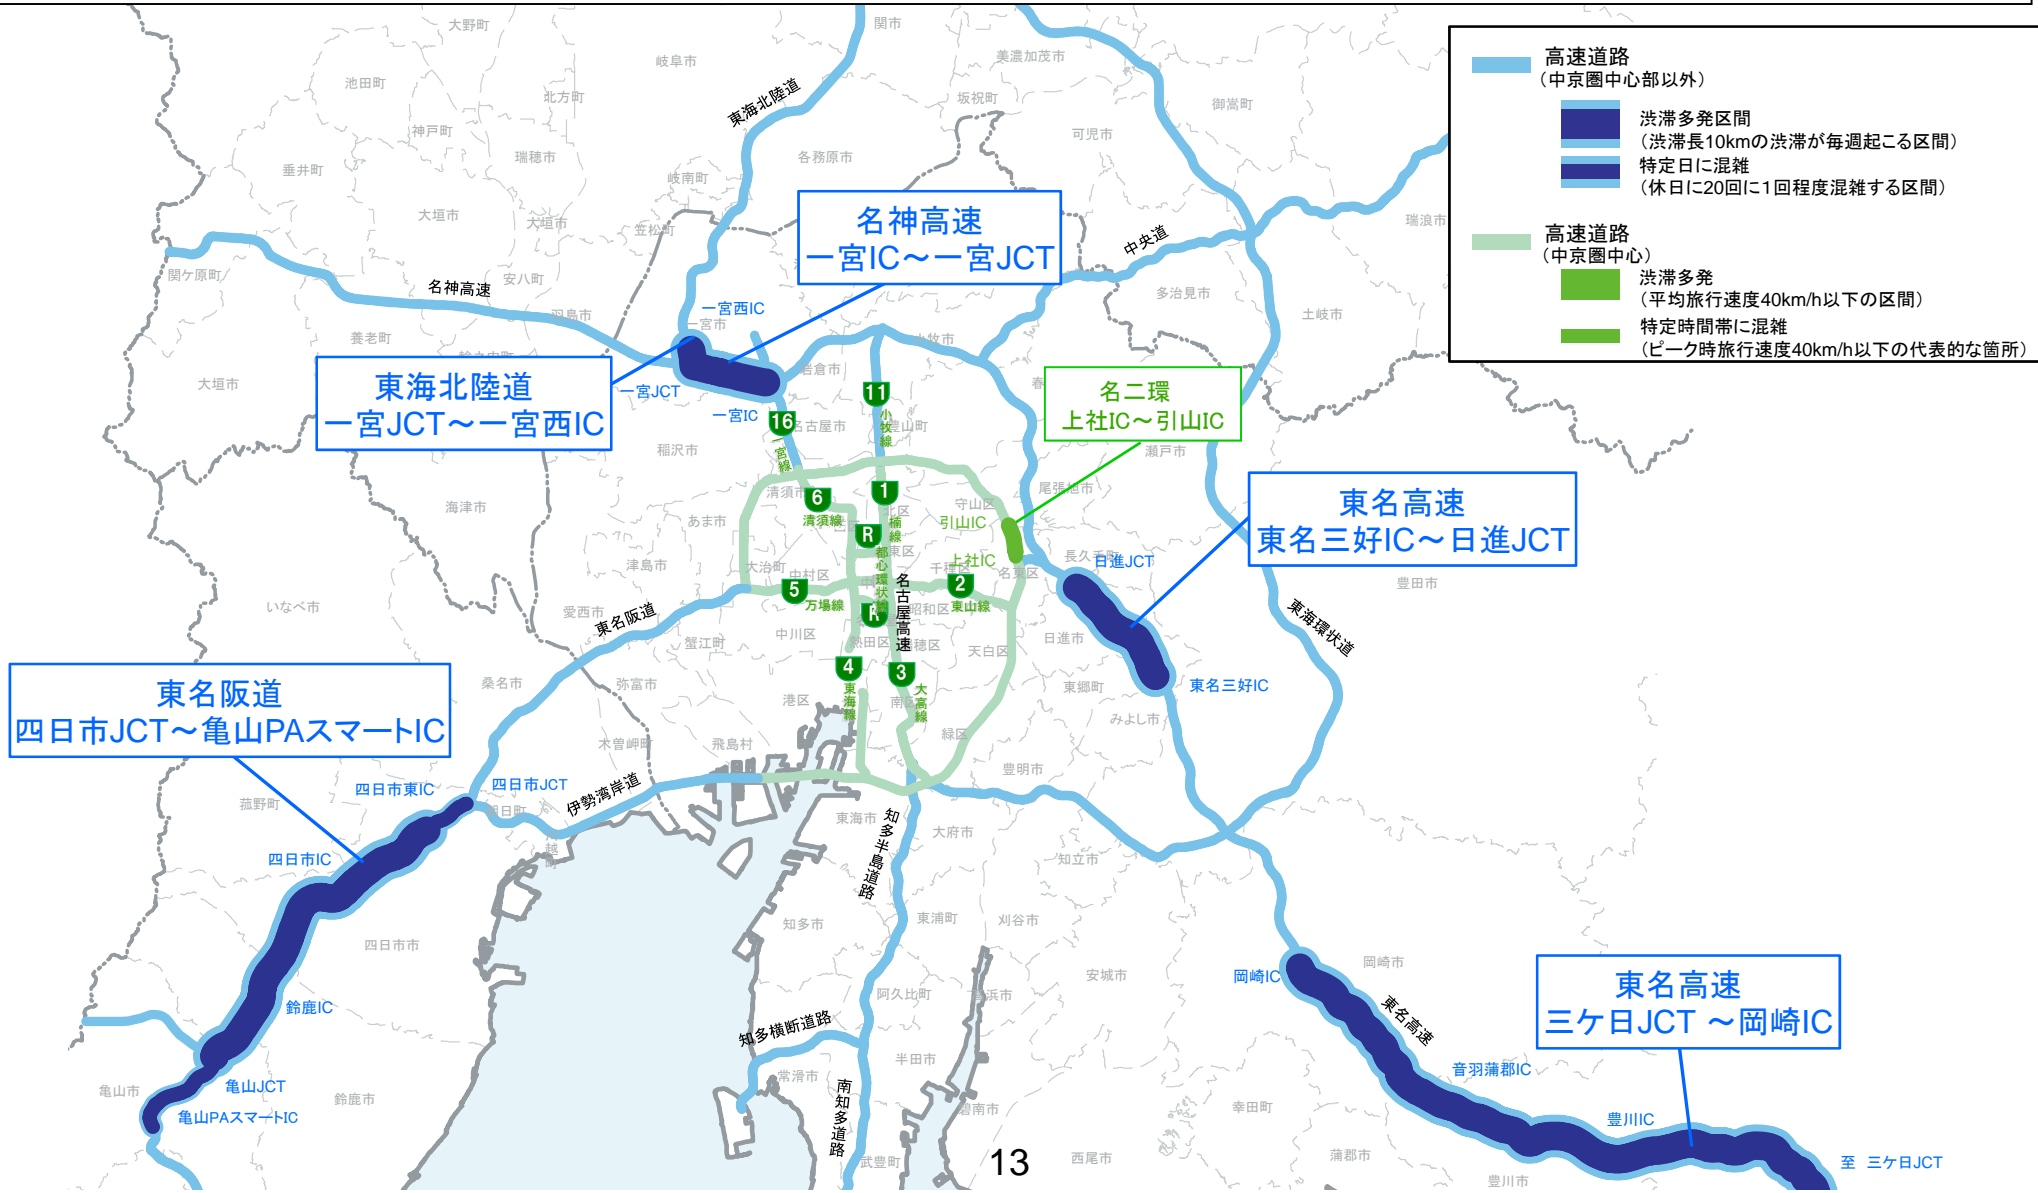 高速道路
(中京圏中心部以外)
渋滞多発区間
(渋滞長10kmの渋滞が毎週起こる区間)
特定日に混雑
(休日に20回に1回程度混雑する区間)
高速道路
(中京圏中心)
渋滞多発
(平均旅行速度40km/h以下の区間)
特定時間帯に混雑
(ピーク時旅行速度40km/h以下の代表的な箇所)
大野町
関市
岐阜市
美濃加茂市
池田町
北方町
東海北陸道
坂祝町
御嵩町
神戸町
可児市
瑞穂市
各務原市
垂井町
岐南町
大垣市
大垣市
笠松町
瑞浪市
名神高速
一宮IC～一宮JCT
中央道
関ケ原町
安八町
名神高速
多治見市
羽島市
一宮西IC
一宮市
土岐市
養老町
小牧市
大垣市
岩倉市
東海北陸道
一宮JCT～一宮西IC
一宮JCT
一宮IC
11
小牧線
名二環
上社IC～引山IC
16
一宮線
名古屋市
豊山町
稲沢市
瀬戸市
海津市
清須市
6
清須線
1
楠線
北区
守山区
尾張旭市
東名高速
東名三好IC～日進JCT
あま市
引山IC
R
都心環状線
東区
上社IC
千種区
名東区
長久手町
日進JCT
津島市
大治町
中村区
5
万場線
名古屋高速
2
東山線
豊田市
いなべ市
愛西市
東名阪道
R
昭和区
東海環状道
蟹江町
中川区
熱田区
天白区
日進市
4
東海線
3
大高線
東名三好IC
東名阪道
四日市JCT～亀山PAスマートIC
桑名市
弥富市
港区
東郷町
みよし市
木曽岬町
飛島村
緑区
豊明市
四日市東IC
四日市JCT
伊勢湾岸道
菰野町
東海市
知多半島道路
大府市
四日市IC
知立市
知多市
東浦町
刈谷市
四日市市
安城市
岡崎IC
岡崎市
東名高速
三ケ日JCT ～岡崎IC
阿久比町
鈴鹿IC
東名高速
知多横断道路
半田市
音羽蒲郡IC
亀山市
亀山JCT
鈴鹿市
常滑市
南知多道路
碧南市
幸田町
亀山PAスマートIC
豊川IC
13
武豊町
西尾市
蒲郡市
至 三ケ日JCT
豊川市